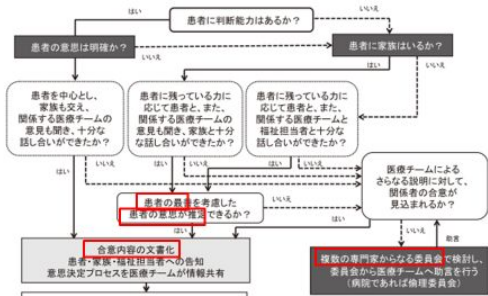 患者に判断能力はあるか？
はい
いいえ
患者の意思は明確か？
患者に家族はいるか？
はい
いいえ
はい
いいえ
患者を中心とし、
家族も交え、
関係する医療チームの
意見も聞き、十分な
話し合いができたか？
患者に残っている力に
応じて患者と、また、
関係する医療チームの
意見も聞き、家族と十分
な話し合いができたか？
患者に残っている力に
応じて患者と、また、
関係する医療チームと
福祉担当者と十分な
話し合いができたか？
はい
いいえ
はい
いいえ
はい
いいえ
医療チームによる
さらなる説明に対して、
関係者の合意が
見込まれるか？
患者の最善を考慮した
患者の意思が推定できるか？
いいえ
はい
はい
いいえ
助言
合意内容の文書化
患者・家族・福祉担当者への告知
意思決定プロセスを医療チームが情報共有
複数の専門家からなる委員会で検討し、
委員会から医療チームへ助言を行う
（病院であれば倫理委員会）